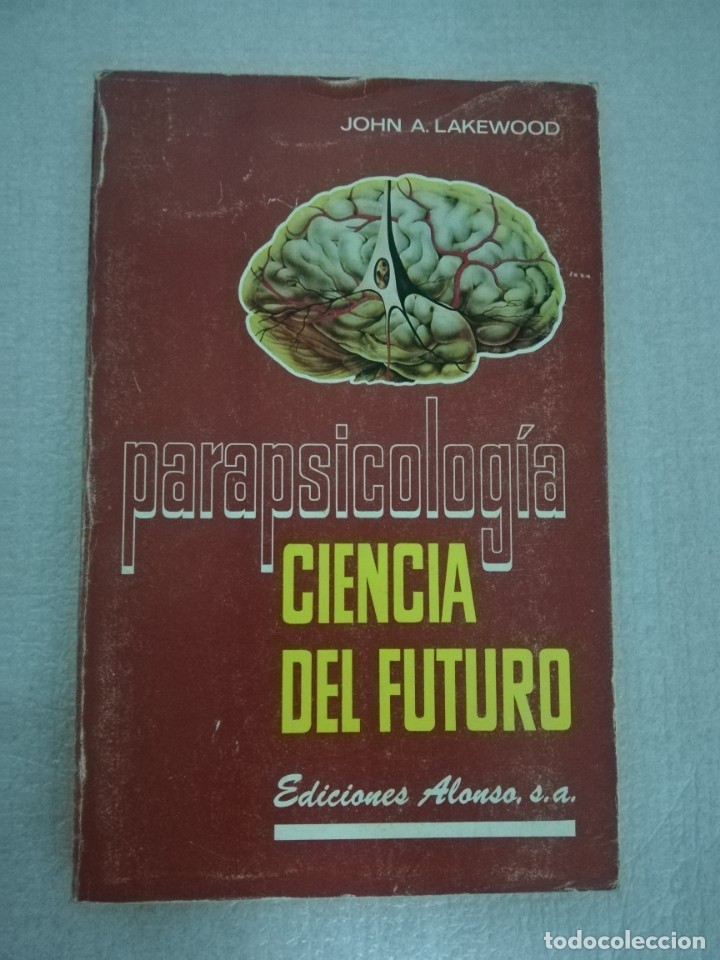 JOHN A. LAKEWOOD
parapsicología
CIENCIA
DEL FUTURO
Ediciones Alonso, s.a.
todocoleccion